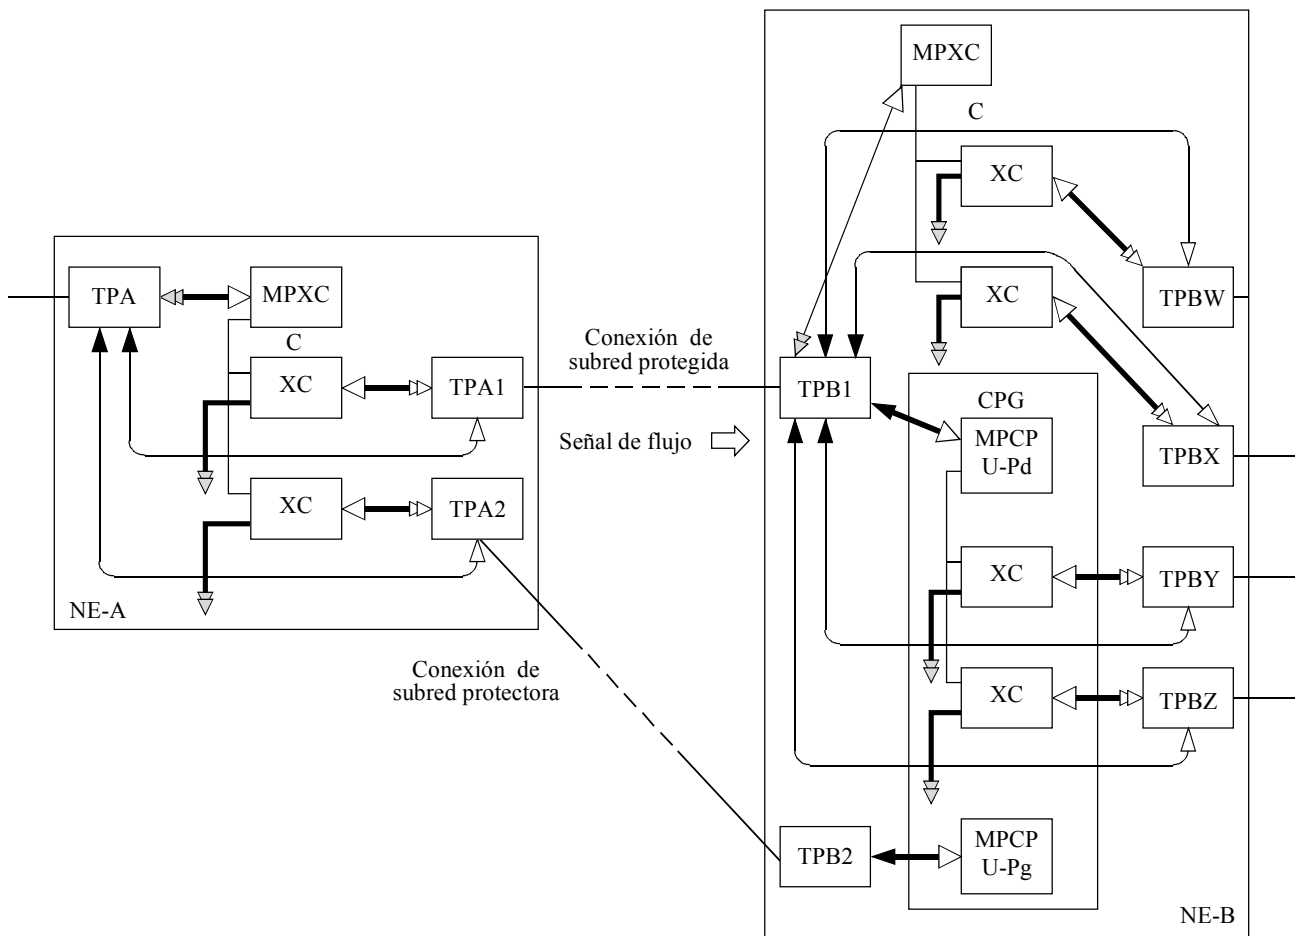 MPXC
C
XC
TPA
MPXC
XC
TPBW
C
XC
TPA1
Conexión de
subred protegida
TPB1
CPG
Señal de flujo
MPCP
U-Pd
TPBX
XC
TPA2
XC
TPBY
NE-A
Conexión de
subred protectora
XC
TPBZ
TPB2
MPCP
U-Pg
NE-B